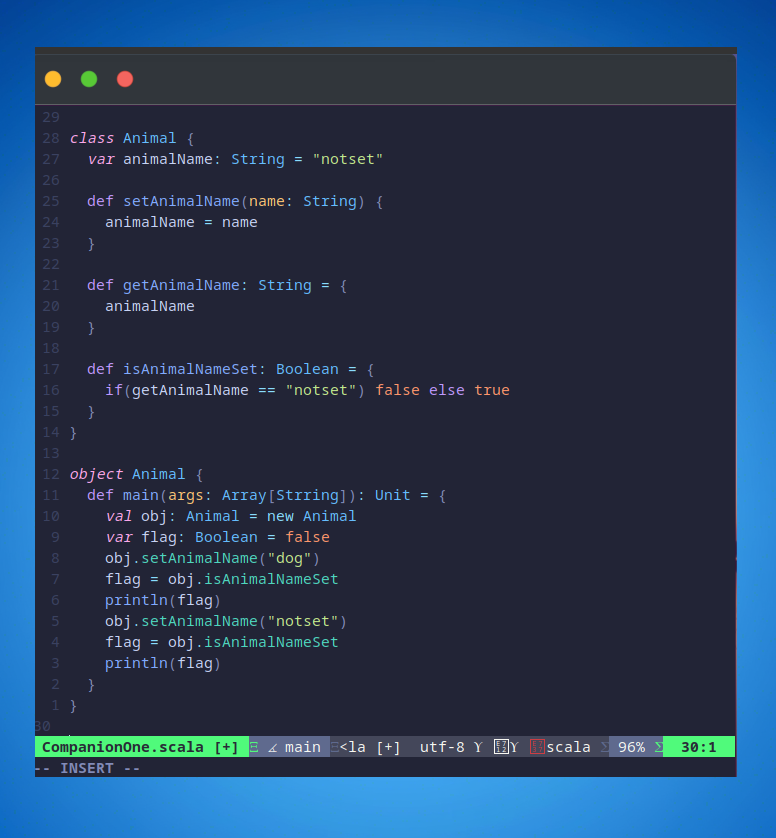 29
28 class Animal {
27   var animalName: String = "notset"
26
25   def setAnimalName(name: String) {
24     animalName = name
23   }
22
21   def getAnimalName: String = {
20     animalName
19   }
18
17   def isAnimalNameSet: Boolean = {
16     if(getAnimalName == "notset") false else true
15   }
14 }
13
12 object Animal {
11   def main(args: Array[Strring]): Unit = {
10     val obj: Animal = new Animal
9     var flag: Boolean = false
8     obj.setAnimalName("dog")
7     flag = obj.isAnimalNameSet
6     println(flag)
5     obj.setAnimalName("notset")
4     flag = obj.isAnimalNameSet
3     println(flag)
2   }
1 }
30
CompanionOne.scala [+] main <la [+] utf-8 scala 96% 30:1
-- INSERT --